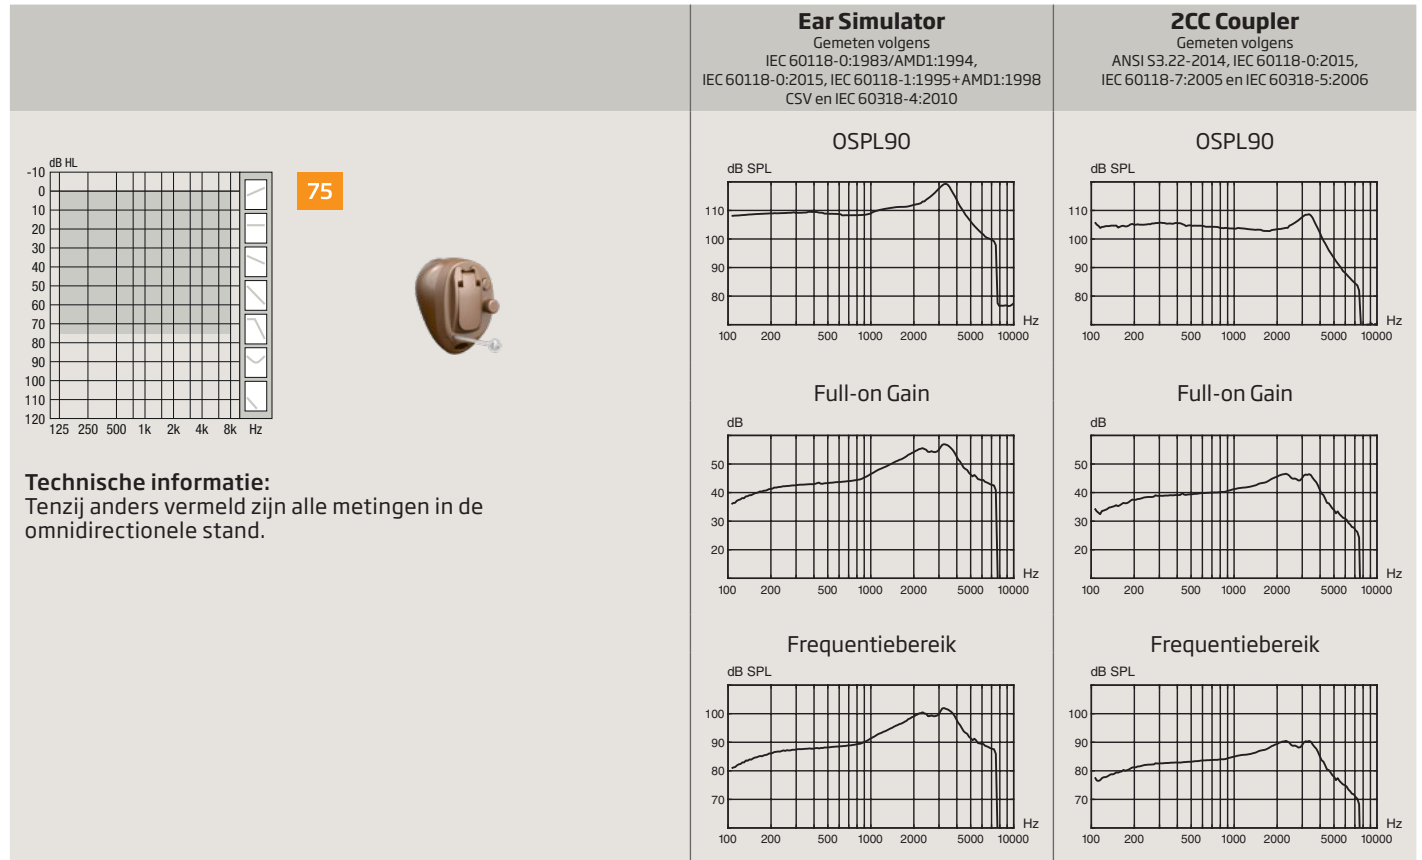 Ear Simulator
Gemeten volgens
IEC 60118-0:1983/AMD1:1994,
IEC 60118-0:2015, IEC 60118-1:1995+AMD1:1998
CSV en IEC 60318-4:2010
2CC Coupler
Gemeten volgens
ANSI S3.22-2014, IEC 60118-0:2015,
IEC 60118-7:2005 en IEC 60318-5:2006
dB HL
-10
0
10
20
30
40
50
60
70
80
90
100
110
120
125 250 500 1k 2k 4k 8k Hz
75
Technische informatie:
Tenzij anders vermeld zijn alle metingen in de
omnidirectionele stand.
OSPL90
dB SPL
110
100
90
80
Hz
100 200 500 1000 2000 5000 10000
Full-on Gain
dB
50
40
30
20
Hz
100 200 500 1000 2000 5000 10000
Frequentiebereik
dB SPL
100
90
80
70
Hz
100 200 500 1000 2000 5000 10000
OSPL90
dB SPL
110
100
90
80
Hz
100 200 500 1000 2000 5000 10000
Full-on Gain
dB
50
40
30
20
Hz
100 200 500 1000 2000 5000 10000
Frequentiebereik
dB SPL
100
90
80
70
Hz
100 200 500 1000 2000 5000 10000